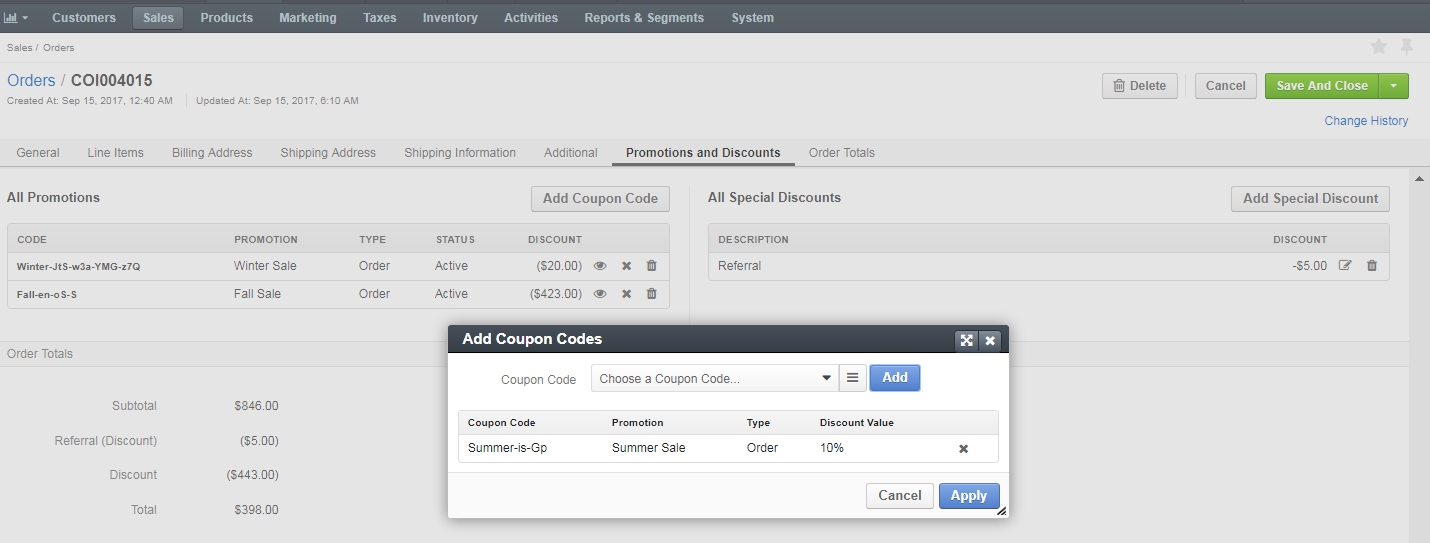 Customers Sales Products Marketing Taxes Inventory Activities Reports & Segments System
Sales / Orders
Orders / COI004015
Created At: Sep 15, 2017, 12:40 AM Updated At: Sep 15, 2017, 6:10 AM
Delete Cancel Save And Close
Change History
General Line Items Billing Address Shipping Address Shipping Information Additional Promotions and Discounts Order Totals
All Promotions Add Coupon Code
CODE PROMOTION TYPE STATUS DISCOUNT
Winter-JtS-w3a-YMG-z7Q Winter Sale Order Active ($20.00)
Fall-en-oS-S Fall Sale Order Active ($423.00)
All Special Discounts Add Special Discount
DESCRIPTION DISCOUNT
Referral -$5.00
Order Totals
Subtotal $846.00
Referral (Discount) ($5.00)
Discount ($443.00)
Total $398.00
Add Coupon Codes
Coupon Code Choose a Coupon Code... Add
Coupon Code Promotion Type Discount Value
Summer-is-Gp Summer Sale Order 10%
Cancel Apply